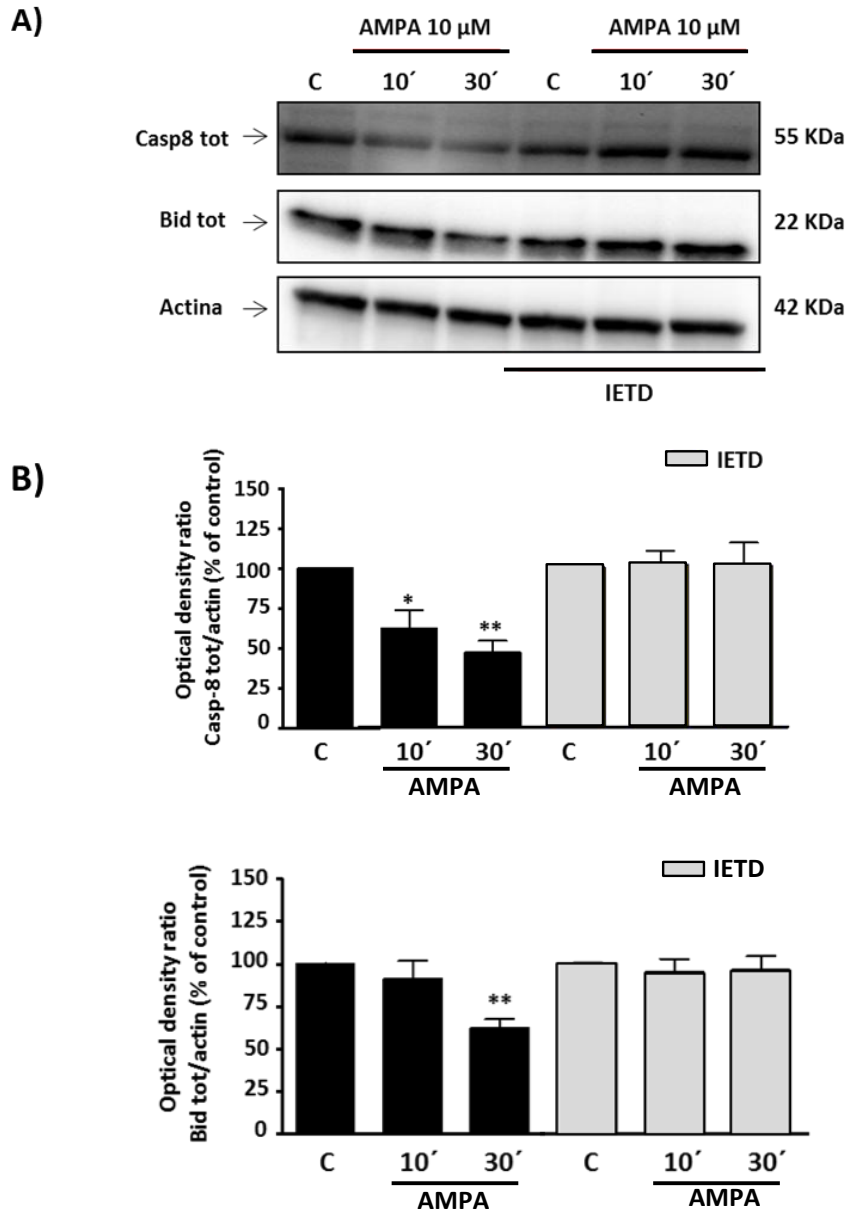 A)
AMPA 10 µM AMPA 10 µM
C 10´ 30´ C 10´ 30´
Casp8 tot 55 KDa
Bid tot 22 KDa
Actina 42 KDa
IETD
B)
IETD
Optical density ratio
Casp-8 tot/actin (% of control)
150
125
100
75
50
25
0
* **
C 10´ 30´ C 10´ 30´
AMPA AMPA
IETD
Optical density ratio
Bid tot/actin (% of control)
150
125
100
75
50
25
0
**
C 10´ 30´ C 10´ 30´
AMPA AMPA